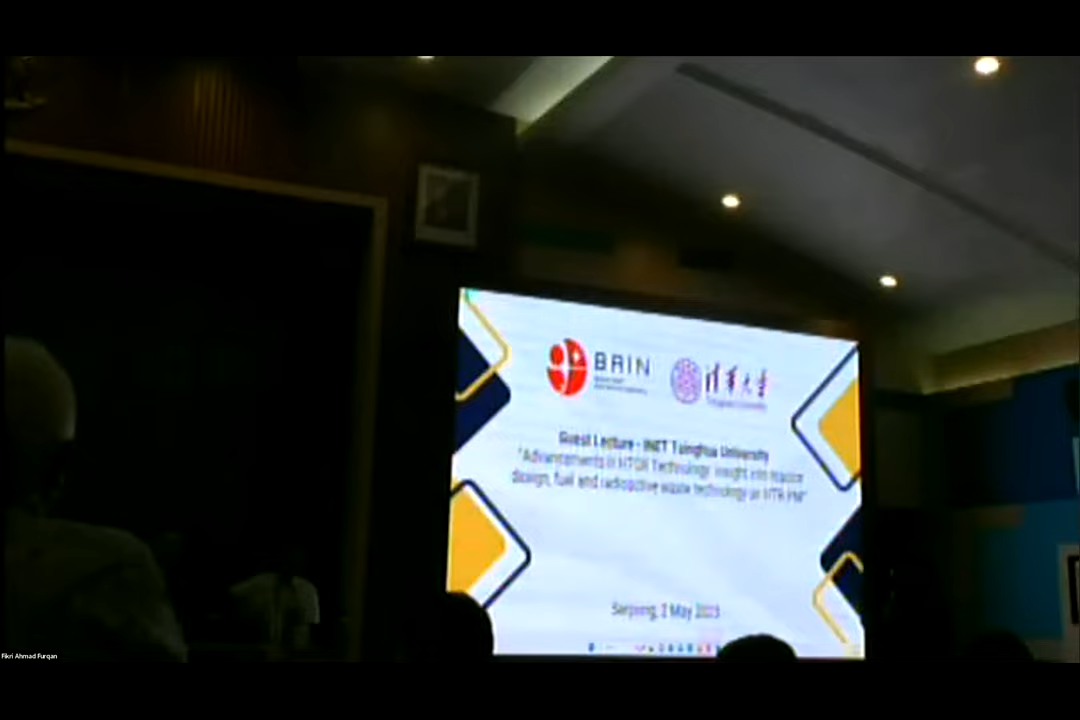 BRIN
清華大学
Guest Lecture - INET Tsinghua University
"Advancements in HTGR Technology: Insight into reactor
design, fuel and radioactive waste technology on HTR PM"
Serpong, 2 May 2023
Fikri Ahmad Furqan